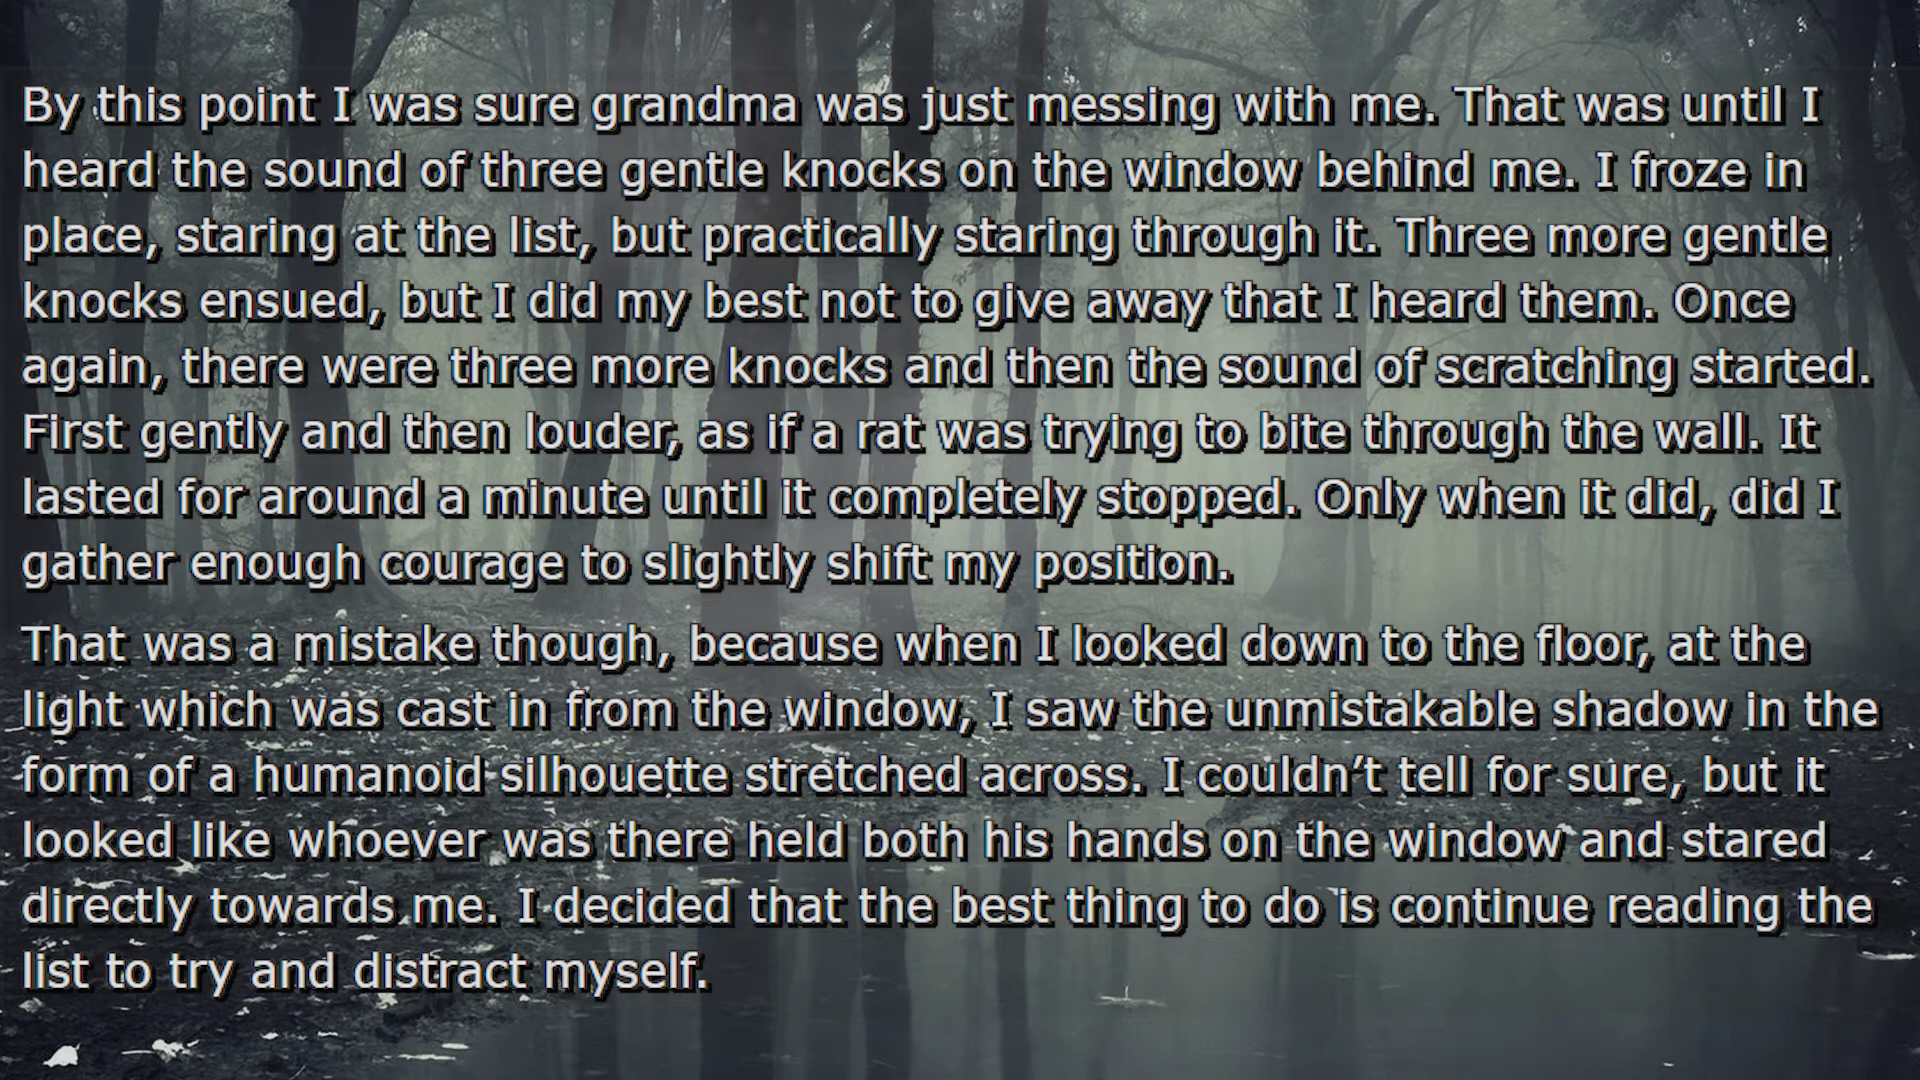 By this point I was sure grandma was just messing with me. That was until I
heard the sound of three gentle knocks on the window behind me. I froze in
place, staring at the list, but practically staring through it. Three more gentle
knocks ensued, but I did my best not to give away that I heard them. Once
again, there were three more knocks and then the sound of scratching started.
First gently and then louder, as if a rat was trying to bite through the wall. It
lasted for around a minute until it completely stopped. Only when it did, did I
gather enough courage to slightly shift my position.
That was a mistake though, because when I looked down to the floor, at the
light which was cast in from the window, I saw the unmistakable shadow in the
form of a humanoid silhouette stretched across. I couldn’t tell for sure, but it
looked like whoever was there held both his hands on the window and stared
directly towards me. I decided that the best thing to do is continue reading the
list to try and distract myself.